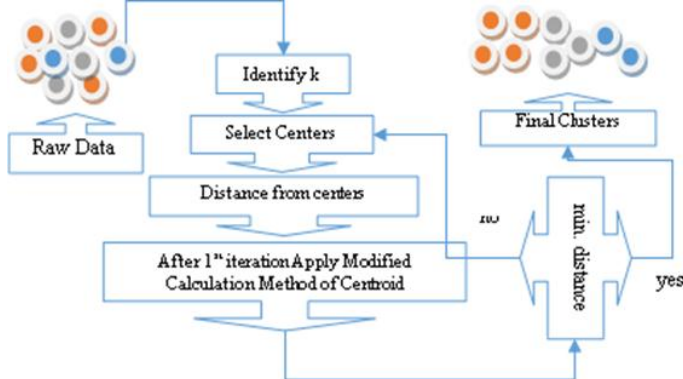 Identify k
Select Centers
Final Clusters
Raw Data
Distance from centers
no
min. distance
After 1st iteration Apply Modified
Calculation Method of Centroid
yes